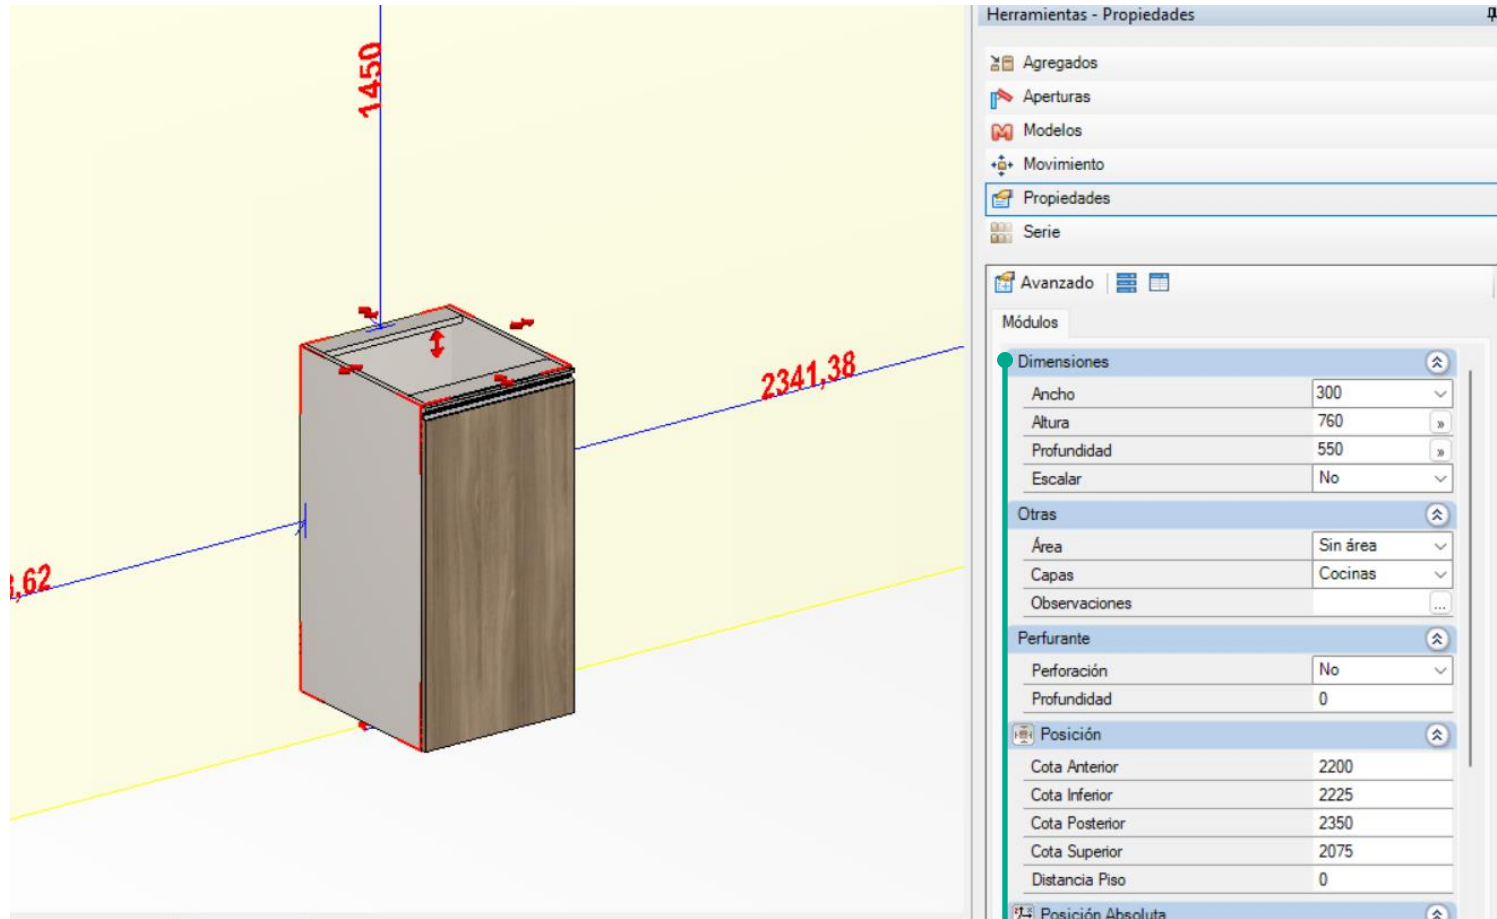 Herramientas - Propiedades
Agregados
Aperturas
Modelos
Movimiento
Propiedades
Serie
Avanzado
Módulos
Dimensiones
Ancho 300
Altura 760
Profundidad 550
Escalar No
Otras
Área Sin área
Capas Cocinas
Observaciones ...
Perfurante
Perforación No
Profundidad 0
Posición
Cota Anterior 2200
Cota Inferior 2225
Cota Posterior 2350
Cota Superior 2075
Distancia Piso 0
Posición Absoluta
1450
2341,38
,62